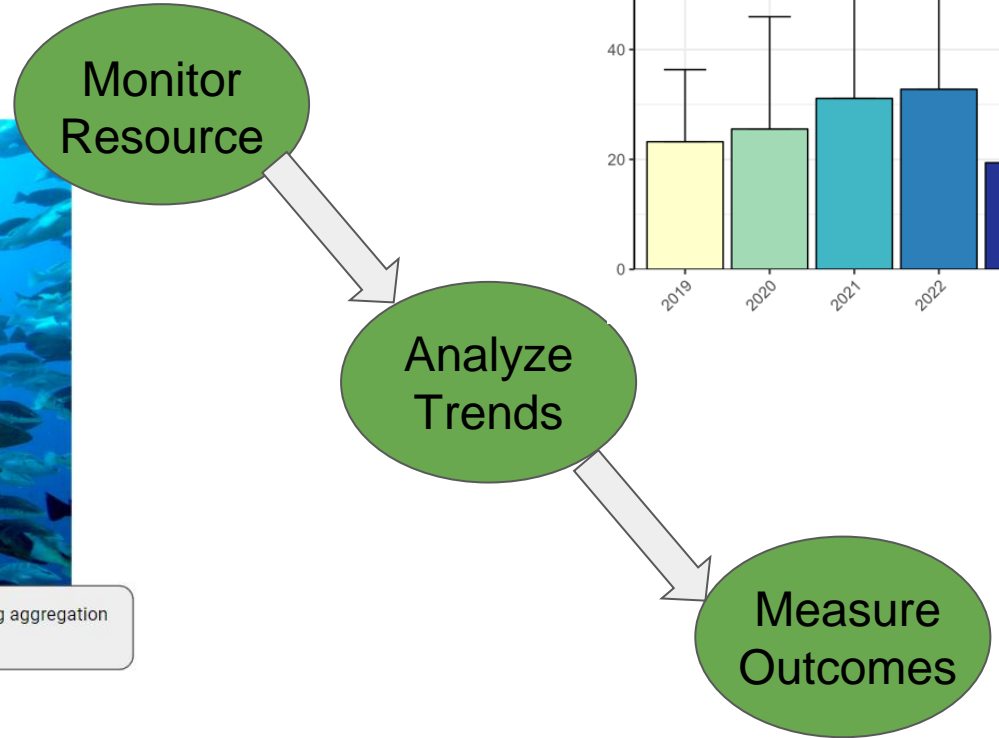 Monitor
Resource
40
20
0
2019
2020
2021
2022
Analyze
Trends
aggregation
Measure
Outcomes